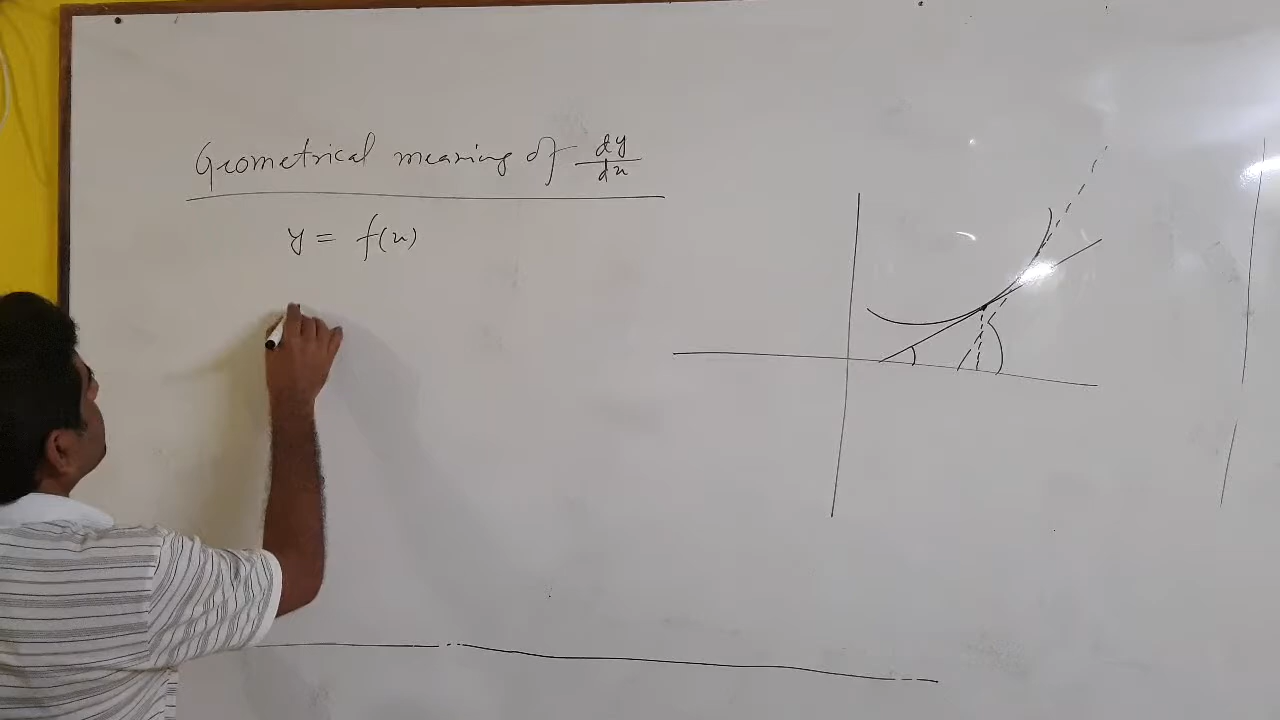 Geometrical meaning of dy/dx
y = f(x)